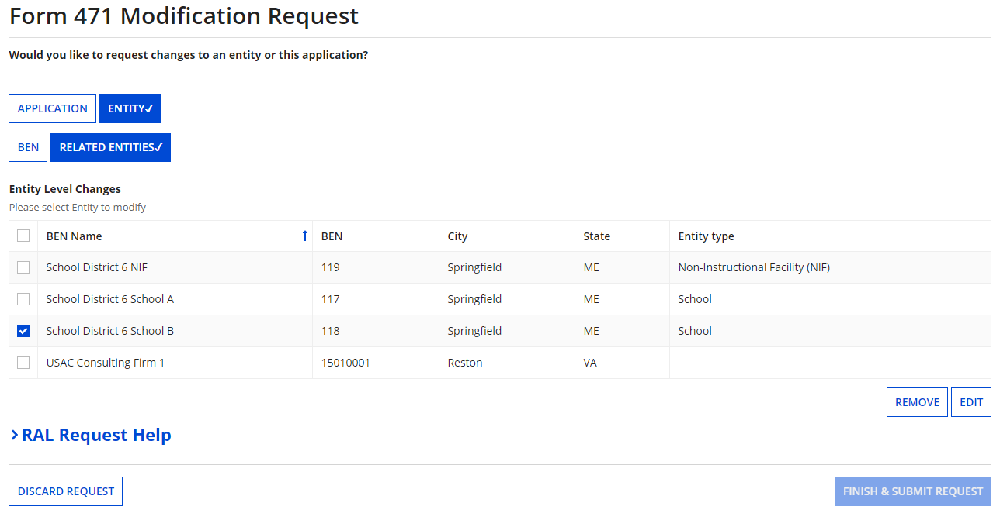 Form 471 Modification Request
Would you like to request changes to an entity or this application?
APPLICATION ENTITY✓
BEN RELATED ENTITIES✓
Entity Level Changes
Please select Entity to modify
BEN Name ↑ BEN City State Entity type
School District 6 NIF 119 Springfield ME Non-Instructional Facility (NIF)
School District 6 School A 117 Springfield ME School
School District 6 School B 118 Springfield ME School
USAC Consulting Firm 1 15010001 Reston VA
REMOVE EDIT
RAL Request Help
DISCARD REQUEST FINISH & SUBMIT REQUEST